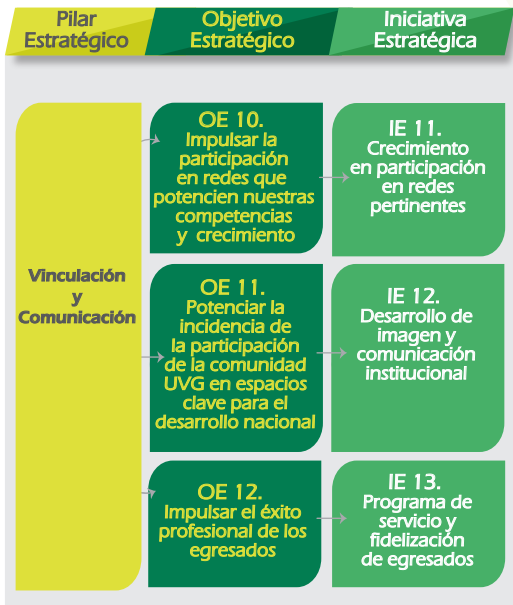 Pilar
Estratégico
Objetivo
Estratégico
Iniciativa
Estratégica
Vinculación
y
Comunicación
OE 10.
Impulsar la
participación
en redes que
potencien nuestras
competencias
y crecimiento
IE 11.
Crecimiento
en participación
en redes
pertinentes
OE 11.
Potenciar la
incidencia de
la participación
de la comunidad
UVG en espacios
clave para el
desarrollo nacional
IE 12.
Desarrollo de
imagen y
comunicación
institucional
OE 12.
Impulsar el éxito
profesional de los
egresados
IE 13.
Programa de
servicio y
fidelización
de egresados